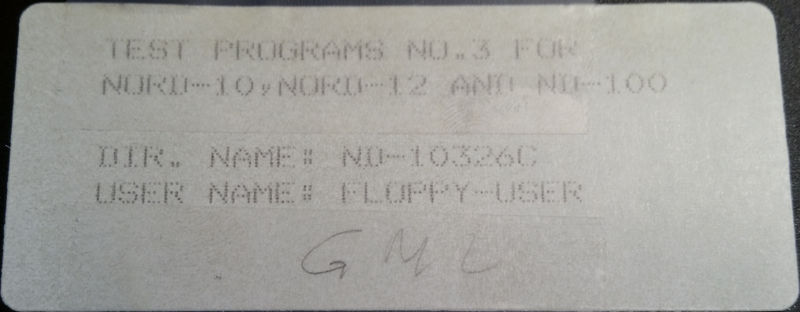 TEST PROGRAMS NO.3 FOR
NORD-10,NORD-12 AND ND-100
DIR. NAME: ND-10326C
USER NAME: FLOPPY-USER